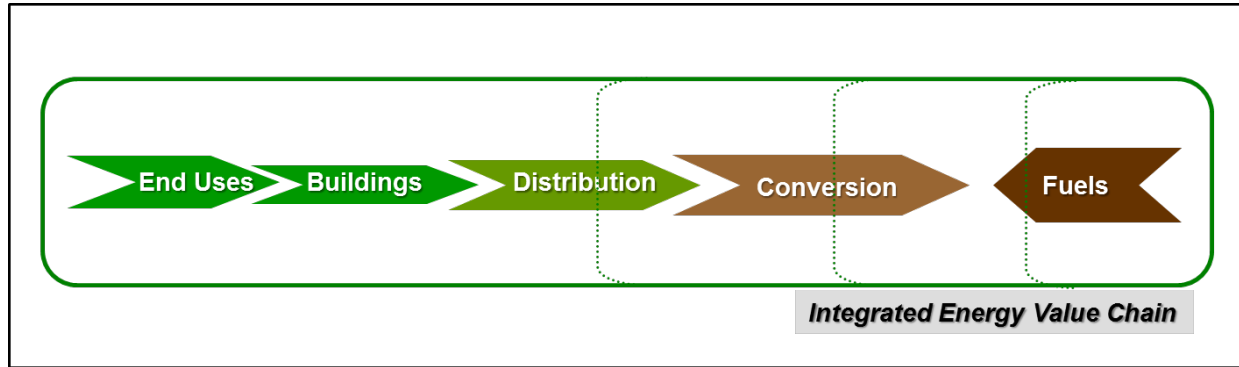 End Uses
Buildings
Distribution
Conversion
Fuels
Integrated Energy Value Chain